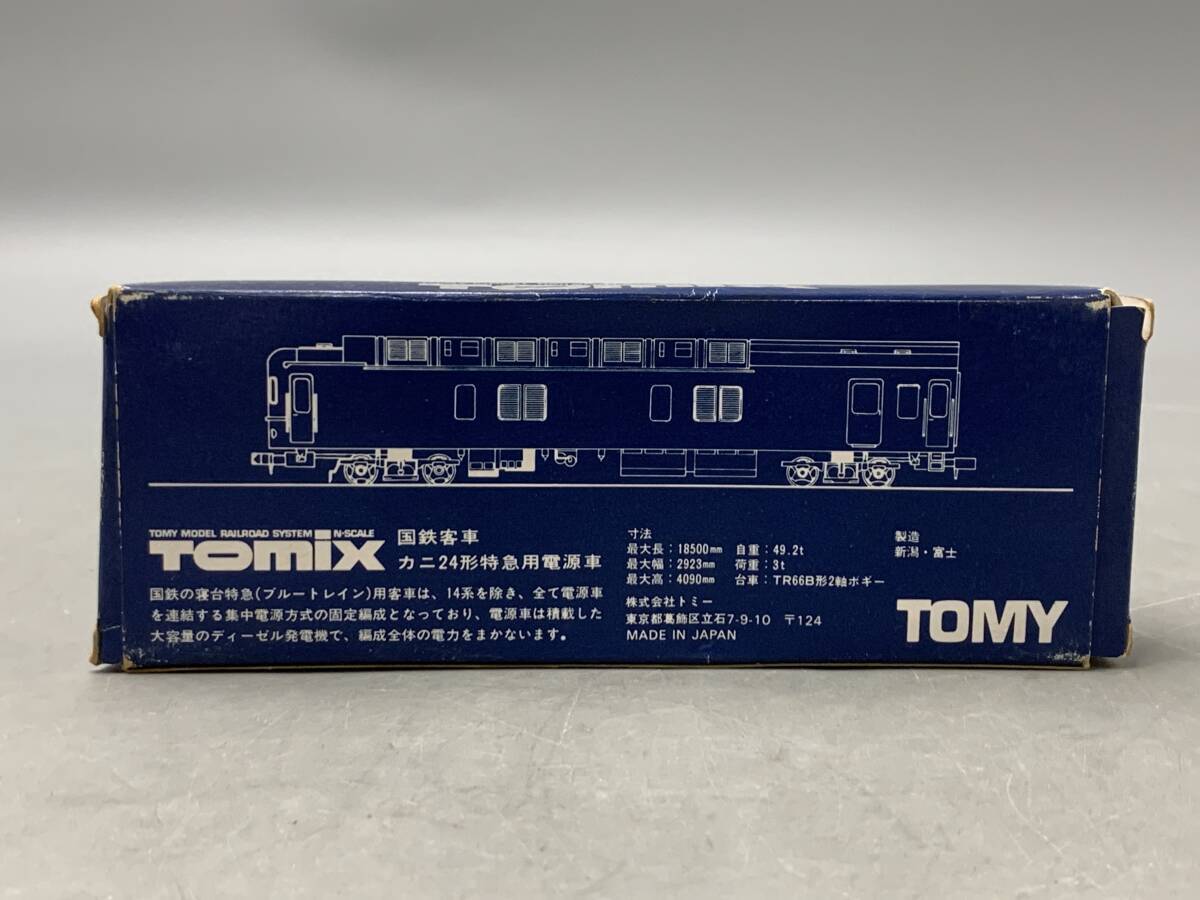 TOMY MODEL RAILROAD SYSTEM N-SCALE
TOMIX
国鉄客車
カニ24形特急用電源車
国鉄の寝台特急(ブルートレイン)用客車は、14系を除き、全て電源車
を連結する集中電源方式の固定編成となっており、電源車は積載した
大容量のディーゼル発電機で、編成全体の電力をまかないます。
寸法
最大長:18500mm 自重:49.2t
最大幅:2923mm 荷重:3t
最大高:4090mm 台車:TR66B形2軸ボギー
株式会社トミー
東京都葛飾区立石7-9-10 〒124
MADE IN JAPAN
製造
新潟・富士
TOMY